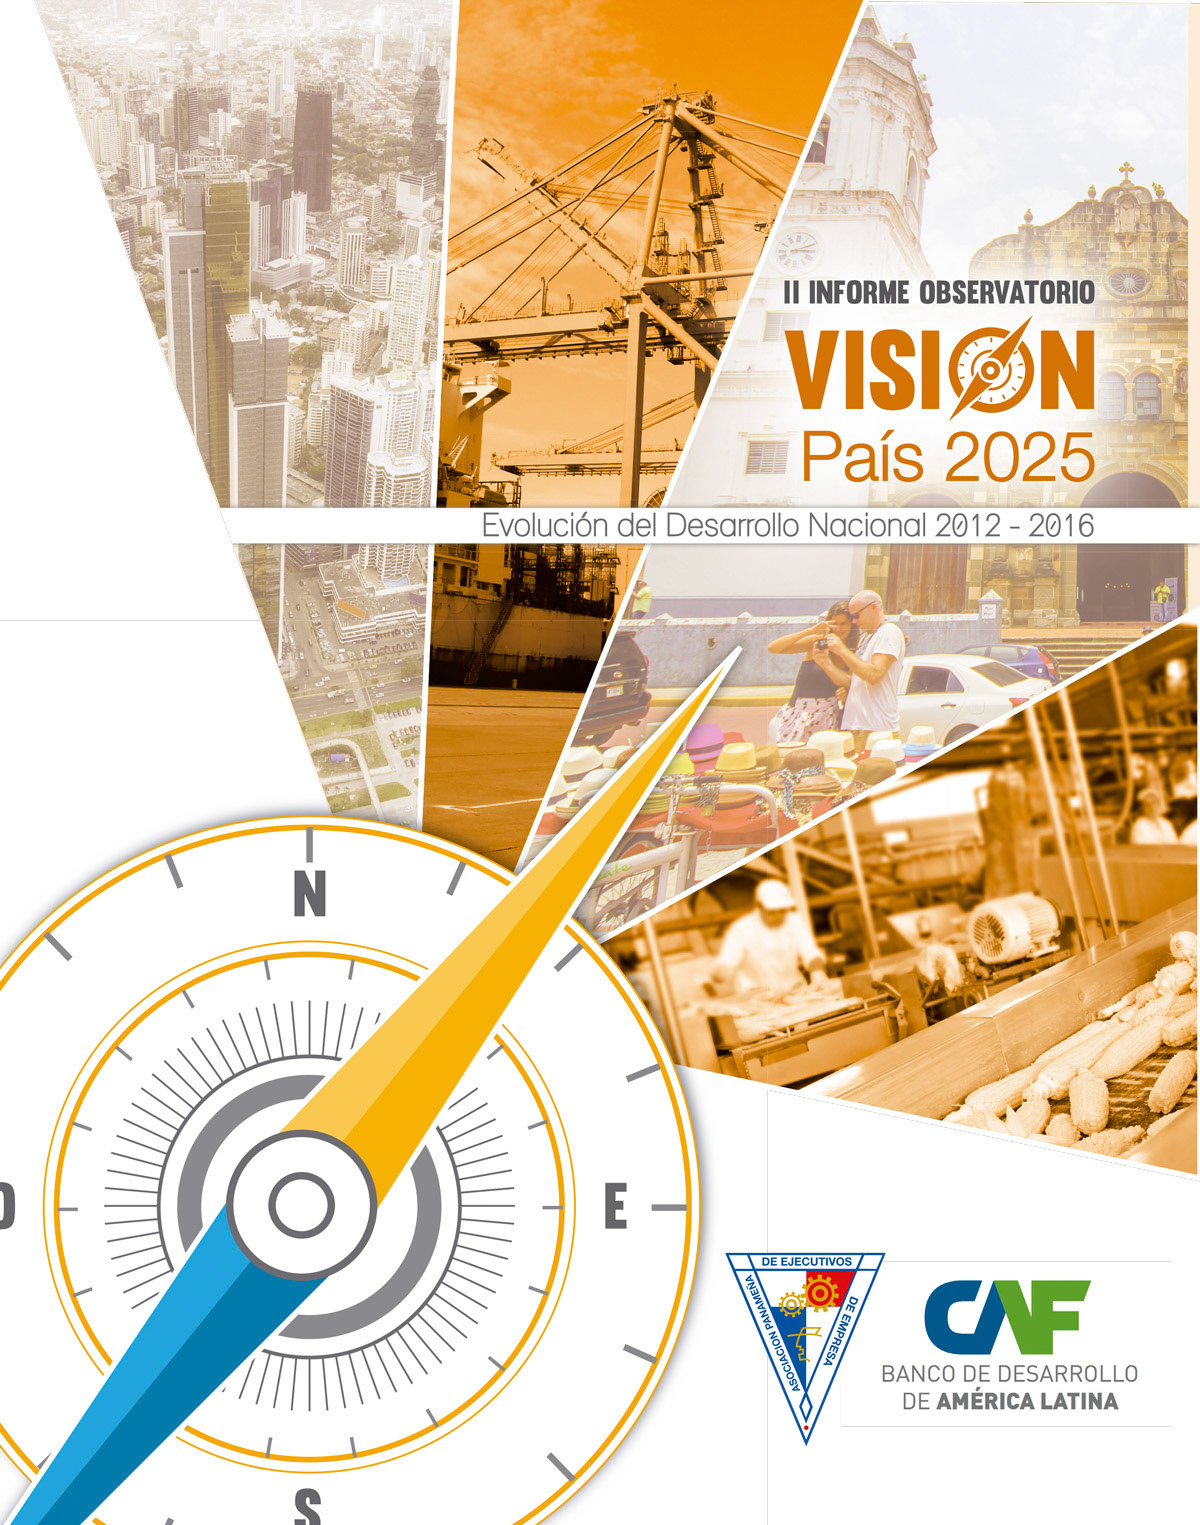 II INFORME OBSERVATORIO
VISIÓN
País 2025
Evolución del Desarrollo Nacional 2012 - 2016
N
E
S
O
DE EJECUTIVOS
ASOCIACION PANAMEÑA
DE EMPRESA
CAF
BANCO DE DESARROLLO
DE AMÉRICA LATINA